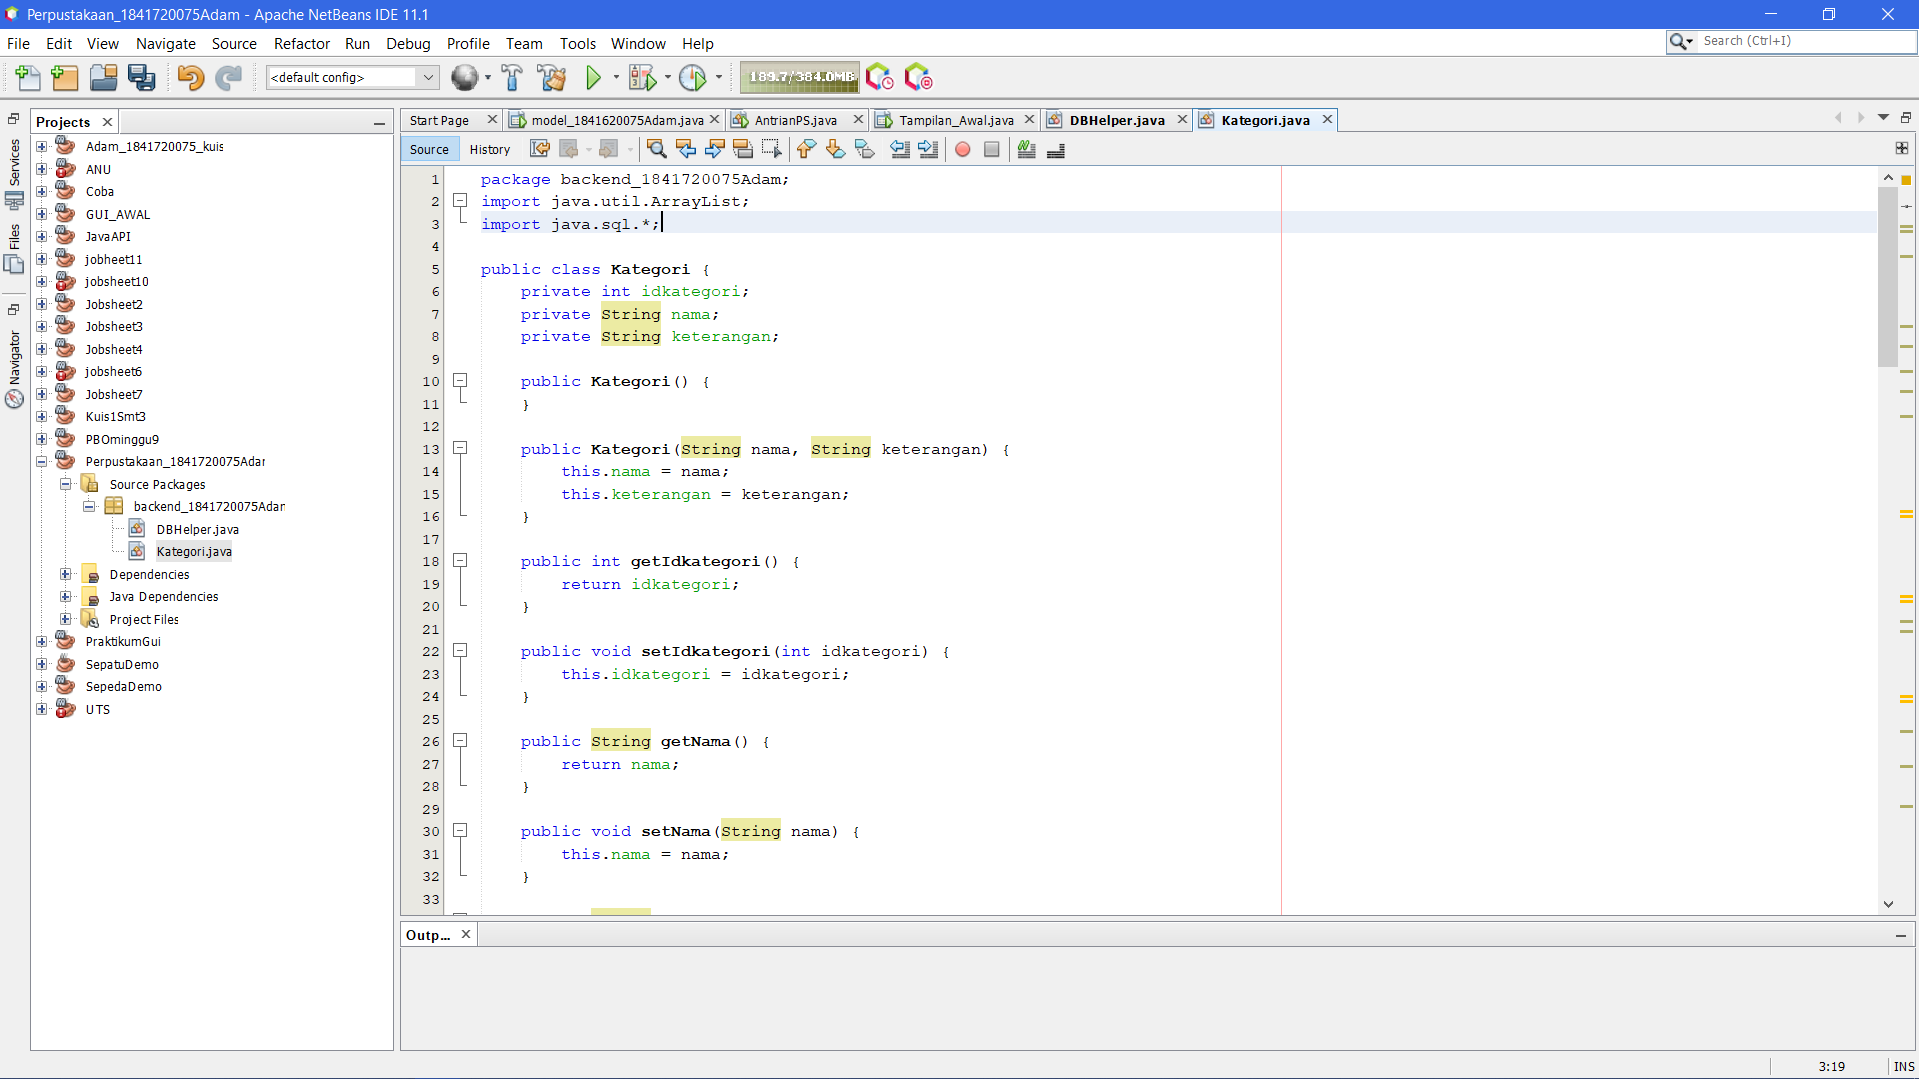 Perpustakaan_1841720075Adam - Apache NetBeans IDE 11.1
File Edit View Navigate Source Refactor Run Debug Profile Team Tools Window Help
Search (Ctrl+I)
<default config>
189.7/384.0MB
Projects
Services
Files
Navigator
Adam_1841720075_kuis
ANU
Coba
GUI_AWAL
JavaAPI
jobheet11
jobsheet10
Jobsheet2
Jobsheet3
Jobsheet4
jobsheet6
Jobsheet7
Kuis1Smt3
PBOminggu9
Perpustakaan_1841720075Adar
Source Packages
backend_1841720075Adan
DBHelper.java
Kategori.java
Dependencies
Java Dependencies
Project Files
PraktikumGui
SepatuDemo
SepedaDemo
UTS
Start Page model_1841620075Adam.java AntrianPS.java Tampilan_Awal.java DBHelper.java Kategori.java
Source History
1 package backend_1841720075Adam;
2 import java.util.ArrayList;
3 import java.sql.*;
4
5 public class Kategori {
6 private int idkategori;
7 private String nama;
8 private String keterangan;
9
10 public Kategori() {
11 }
12
13 public Kategori(String nama, String keterangan) {
14 this.nama = nama;
15 this.keterangan = keterangan;
16 }
17
18 public int getIdkategori() {
19 return idkategori;
20 }
21
22 public void setIdkategori(int idkategori) {
23 this.idkategori = idkategori;
24 }
25
26 public String getNama() {
27 return nama;
28 }
29
30 public void setNama(String nama) {
31 this.nama = nama;
32 }
33
Outp...
3:19 INS